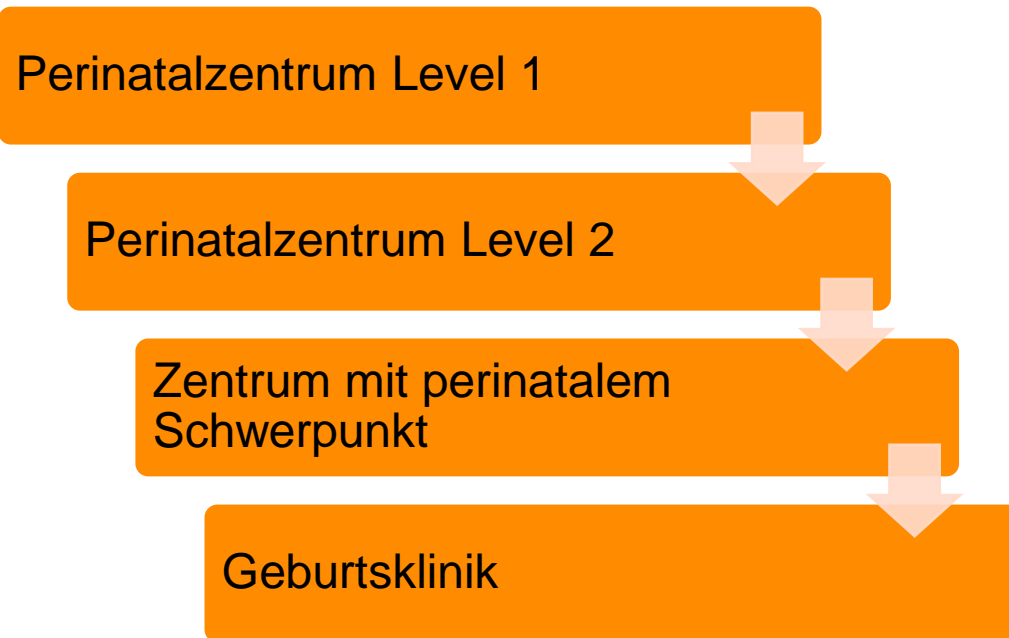 Perinatalzentrum Level 1
Perinatalzentrum Level 2
Zentrum mit perinatalem
Schwerpunkt
Geburtsklinik